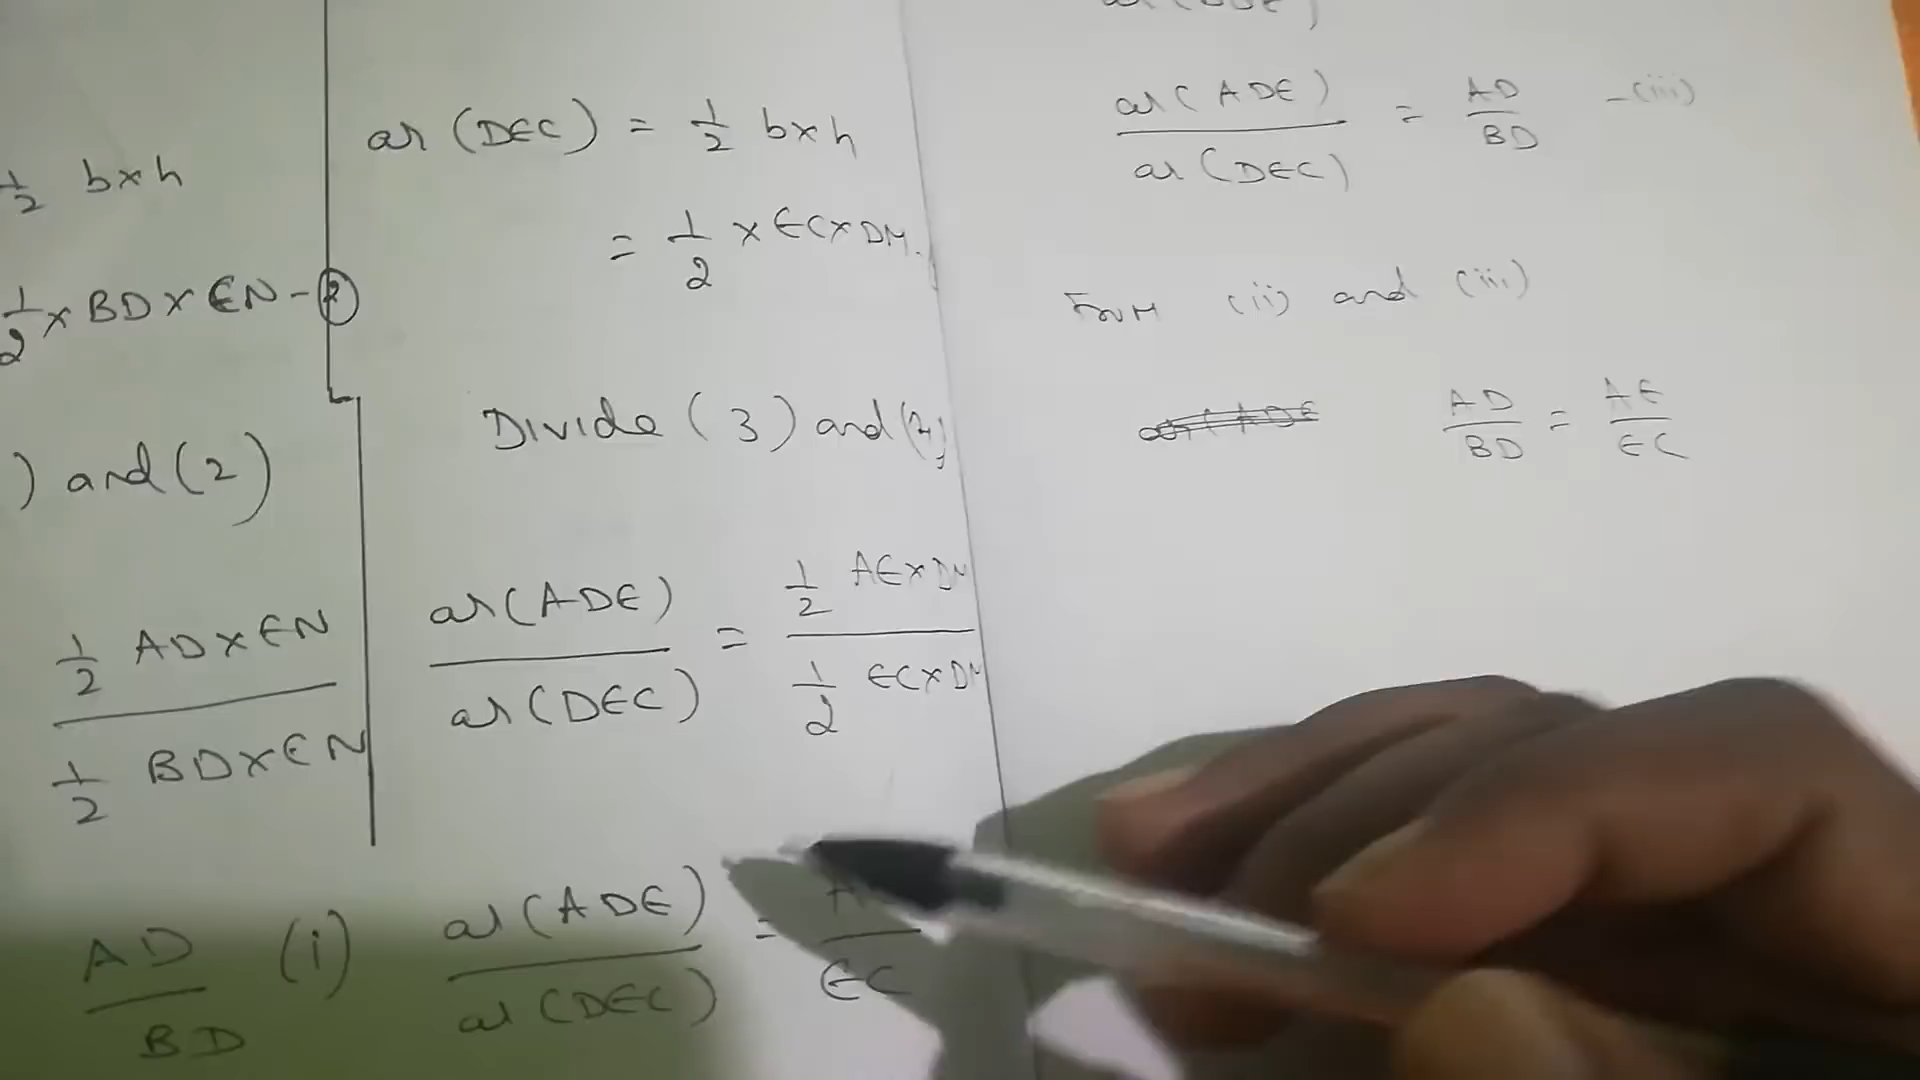 1/2 b×h
1/2 × BD × EN - (2)
) and (2)
1/2 AD×EN
1/2 BD×EN
AD (i)
BD
ar (DEC) = 1/2 b×h
= 1/2 × EC×DM.
Divide (3) and (4)
ar(ADE) = 1/2 AE×DM
ar(DEC) 1/2 EC×DM
ar(ADE) =
ar(DEC) EC
ar(ADE) = AD -(iii)
ar(DEC) BD
From (ii) and (iii)
AD = AE
BD EC